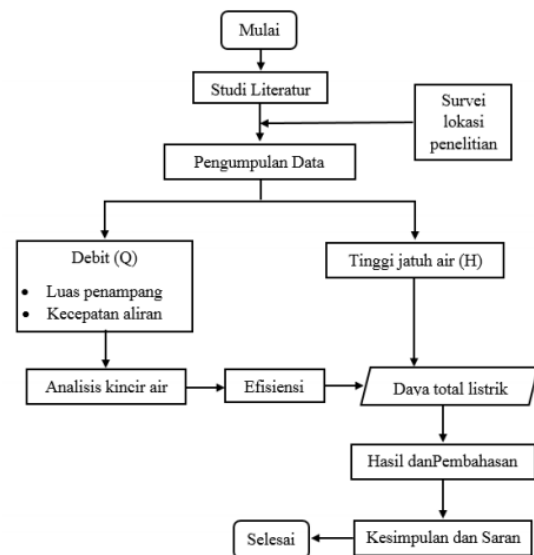 Mulai
Studi Literatur
Survei
lokasi
penelitian
Pengumpulan Data
Debit (Q)
• Luas penampang
• Kecepatan aliran
Tinggi jatuh air (H)
Analisis kincir air
Efisiensi
Daya total listrik
Hasil danPembahasan
Kesimpulan dan Saran
Selesai